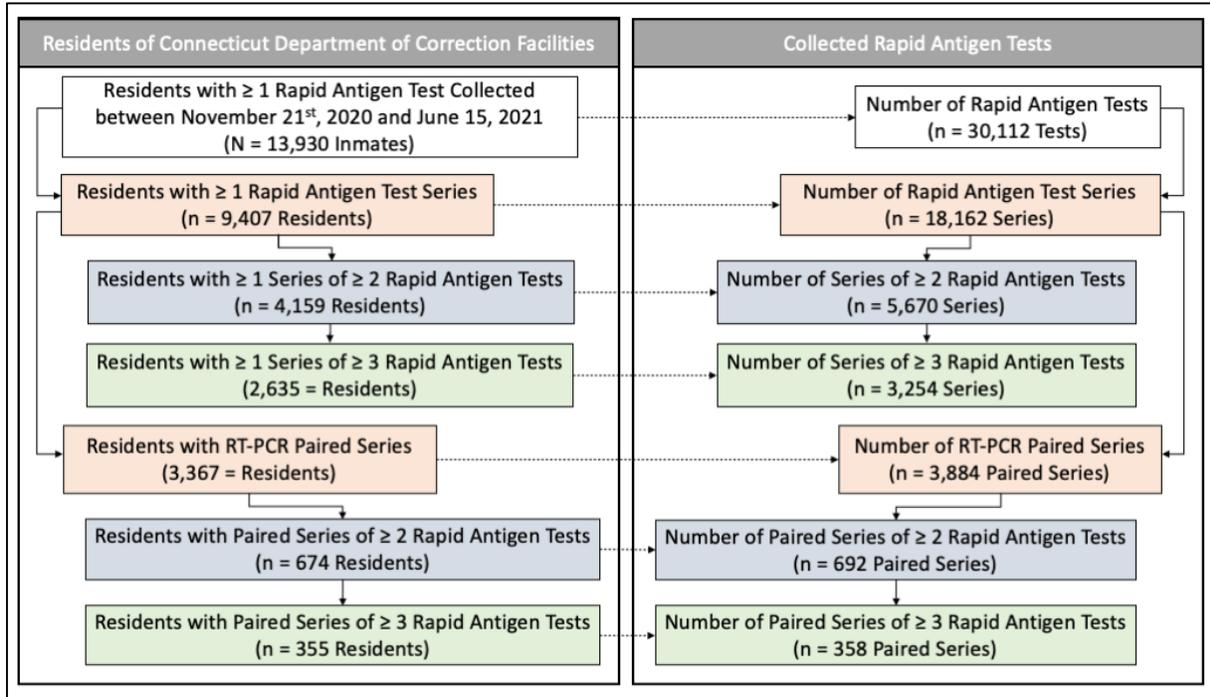 Residents of Connecticut Department of Correction Facilities
Residents with ≥ 1 Rapid Antigen Test Collected
between November 21st, 2020 and June 15, 2021
(N = 13,930 Inmates)
Residents with ≥ 1 Rapid Antigen Test Series
(n = 9,407 Residents)
Residents with ≥ 1 Series of ≥ 2 Rapid Antigen Tests
(n = 4,159 Residents)
Residents with ≥ 1 Series of ≥ 3 Rapid Antigen Tests
(2,635 = Residents)
Residents with RT-PCR Paired Series
(3,367 = Residents)
Residents with Paired Series of ≥ 2 Rapid Antigen Tests
(n = 674 Residents)
Residents with Paired Series of ≥ 3 Rapid Antigen Tests
(n = 355 Residents)
Collected Rapid Antigen Tests
Number of Rapid Antigen Tests
(n = 30,112 Tests)
Number of Rapid Antigen Test Series
(n = 18,162 Series)
Number of Series of ≥ 2 Rapid Antigen Tests
(n = 5,670 Series)
Number of Series of ≥ 3 Rapid Antigen Tests
(n = 3,254 Series)
Number of RT-PCR Paired Series
(n = 3,884 Paired Series)
Number of Paired Series of ≥ 2 Rapid Antigen Tests
(n = 692 Paired Series)
Number of Paired Series of ≥ 3 Rapid Antigen Tests
(n = 358 Paired Series)